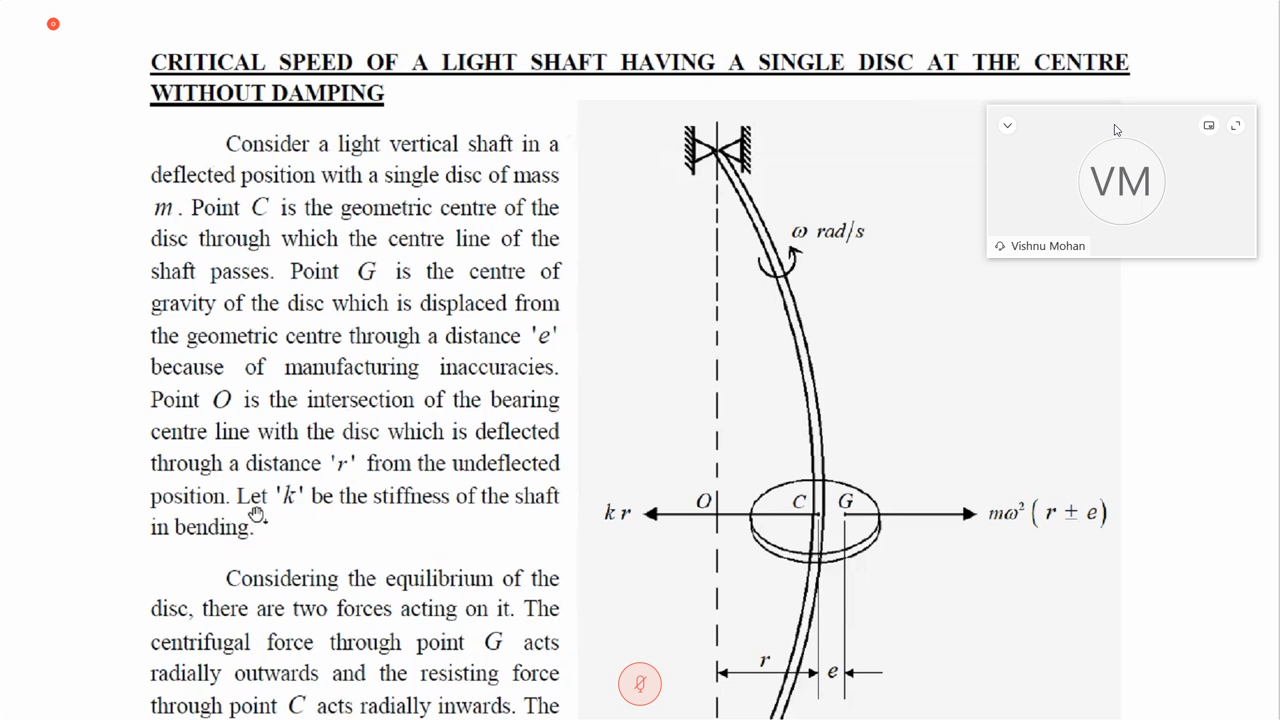 CRITICAL SPEED OF A LIGHT SHAFT HAVING A SINGLE DISC AT THE CENTRE
WITHOUT DAMPING
Consider a light vertical shaft in a
deflected position with a single disc of mass
m . Point C is the geometric centre of the
disc through which the centre line of the
shaft passes. Point G is the centre of
gravity of the disc which is displaced from
the geometric centre through a distance 'e'
because of manufacturing inaccuracies.
Point O is the intersection of the bearing
centre line with the disc which is deflected
through a distance 'r' from the undeflected
position. Let 'k' be the stiffness of the shaft
in bending.
Considering the equilibrium of the
disc, there are two forces acting on it. The
centrifugal force through point G acts
radially outwards and the resisting force
through point C acts radially inwards. The
ω rad/s
k r
O
C
G
mω² ( r ± e )
r
e
VM
Vishnu Mohan